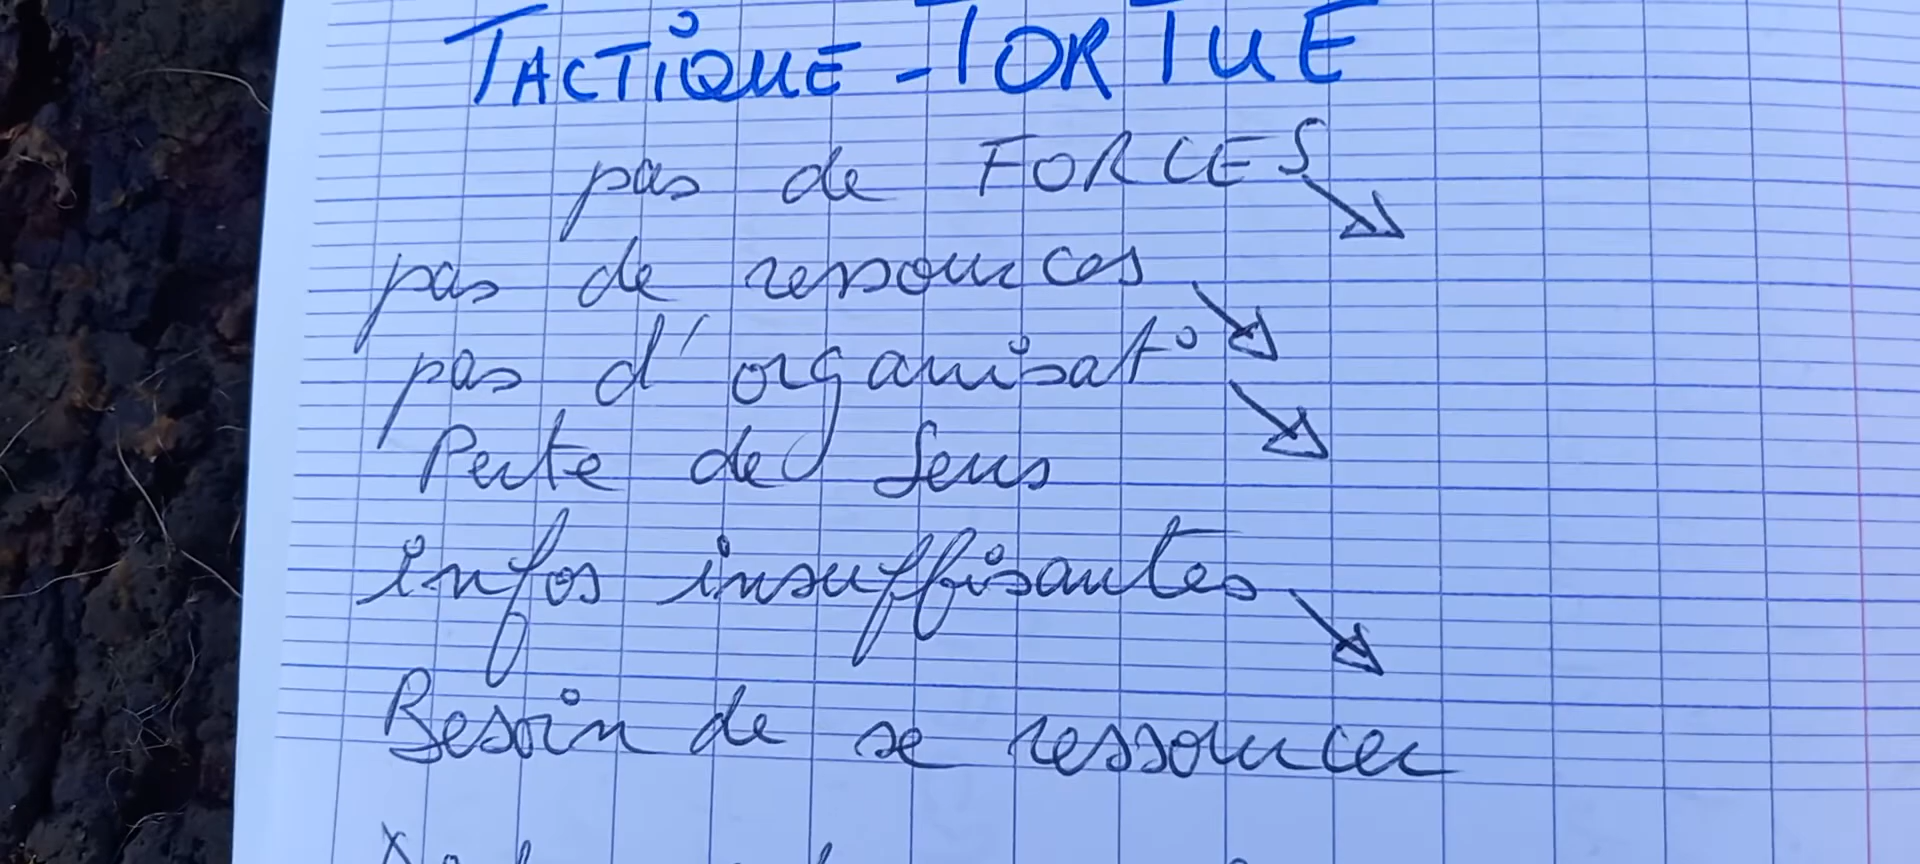 TACTiQUE - TORTUE
pas de FORCES
pas de ressources
pas d'organisat°
Perte de Sens
infos insuffisantes
Besoin de se ressourcer